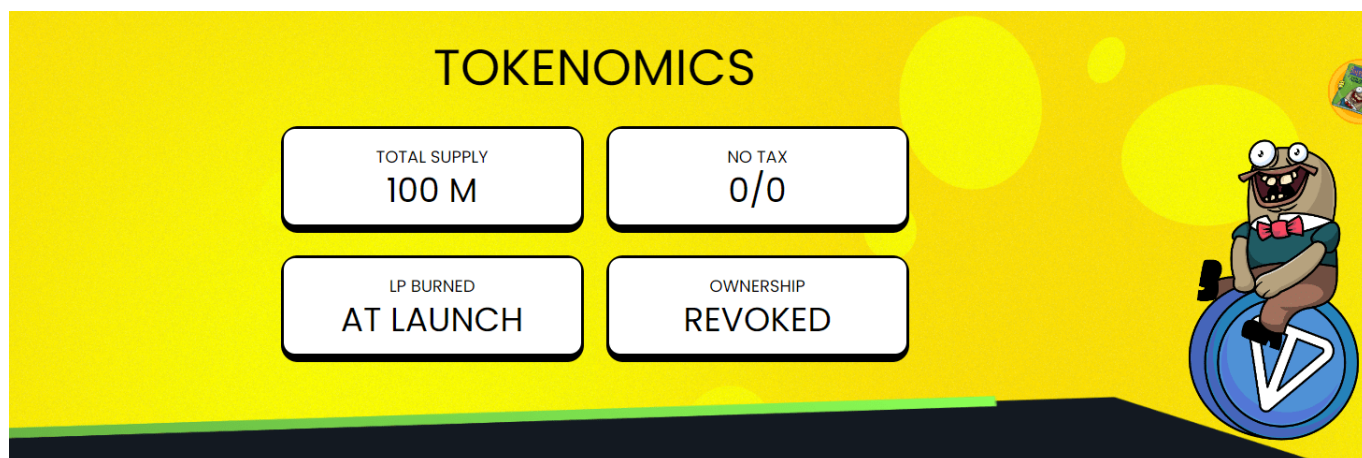 TOKENOMICS
TOTAL SUPPLY
100 M
NO TAX
0/0
LP BURNED
AT LAUNCH
OWNERSHIP
REVOKED